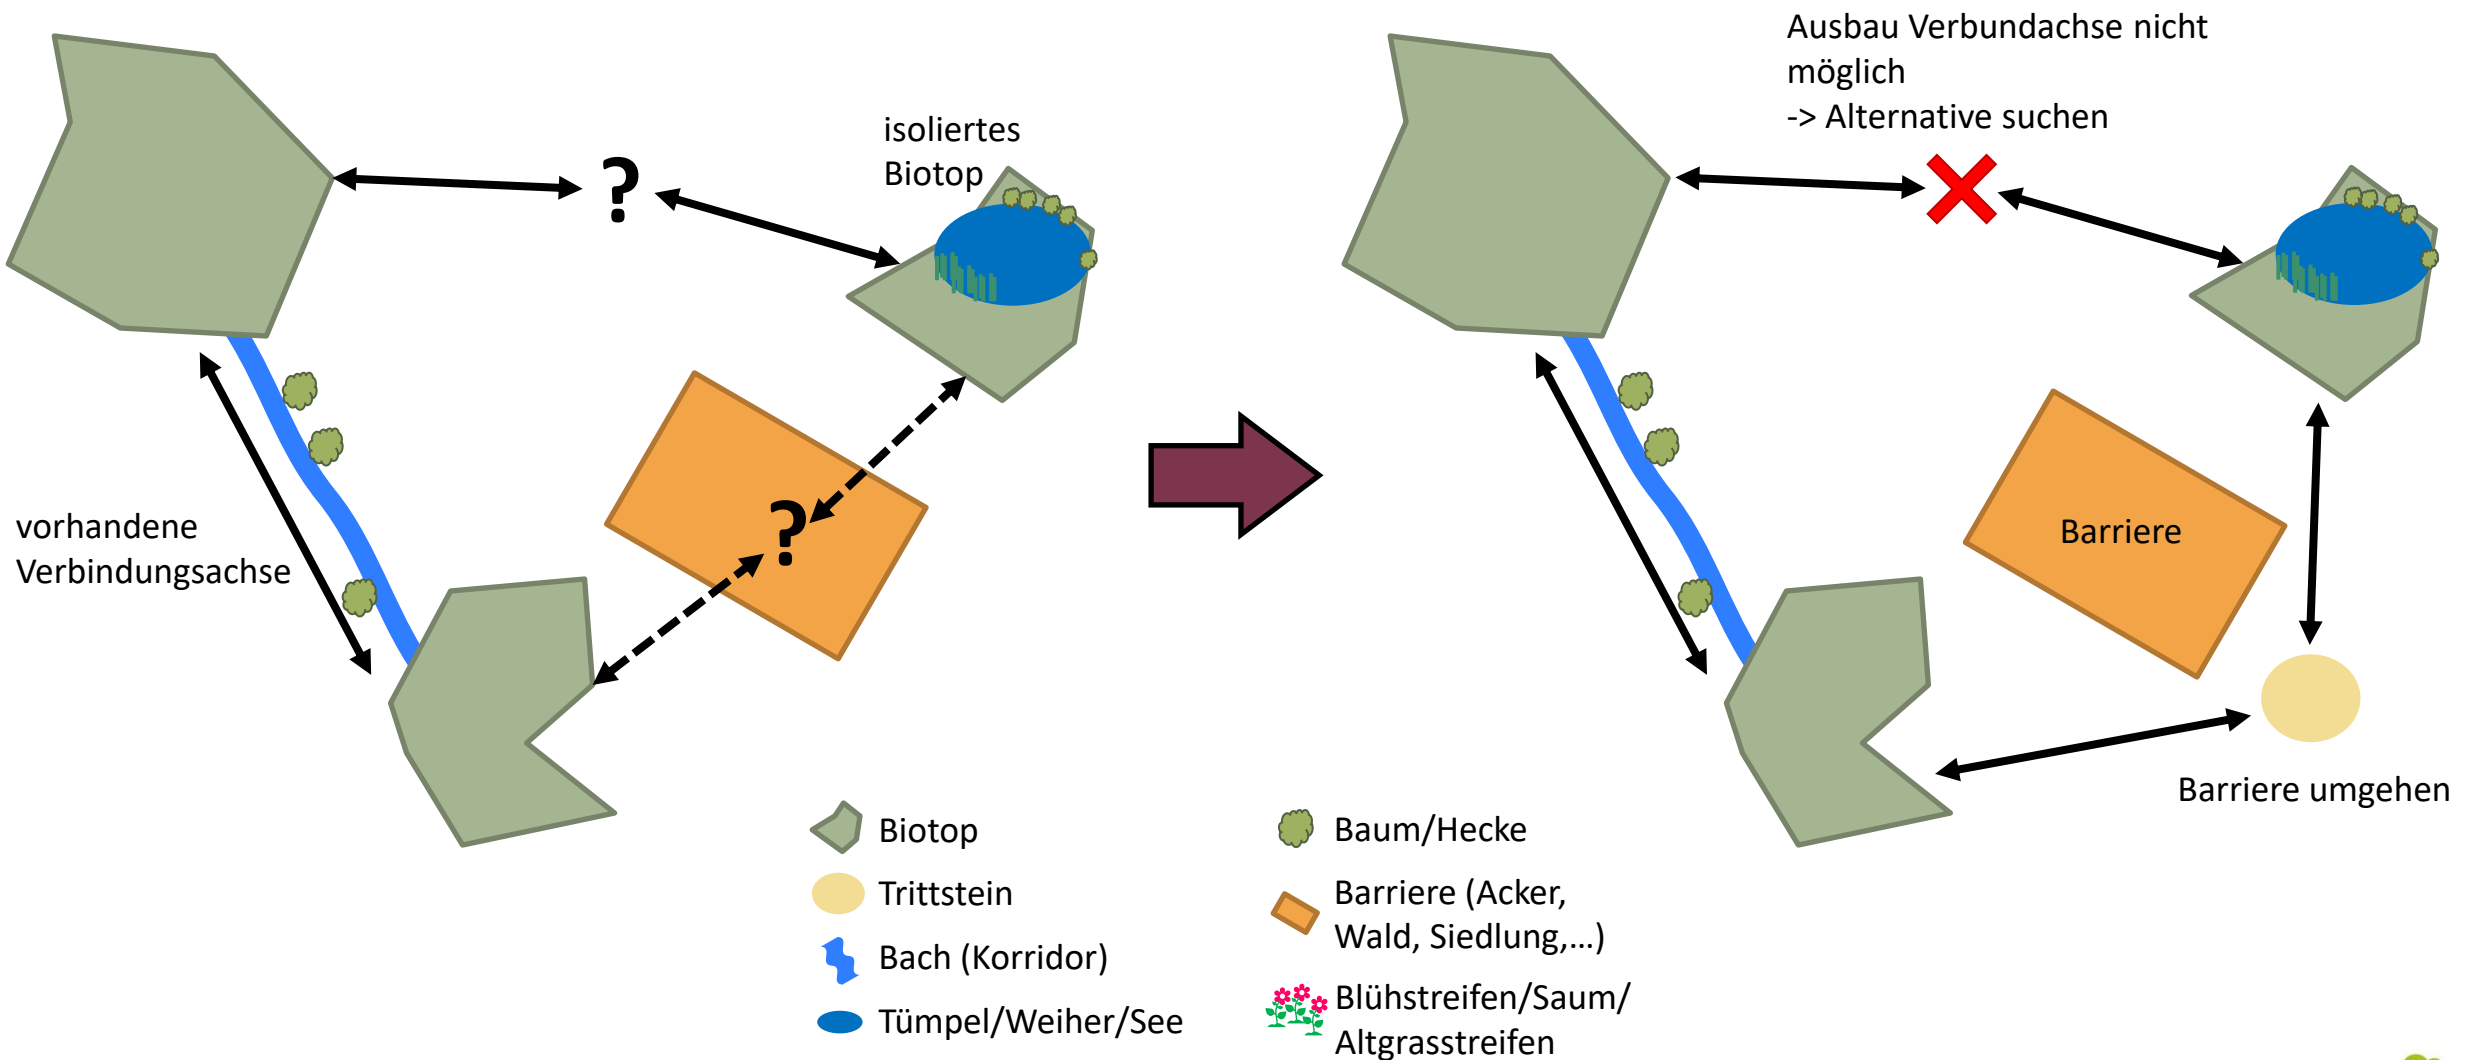 Ausbau Verbundachse nicht
möglich
-> Alternative suchen
isoliertes
Biotop
?
?
vorhandene
Verbindungsachse
Barriere
Barriere umgehen
Biotop
Trittstein
Bach (Korridor)
Tümpel/Weiher/See
Baum/Hecke
Barriere (Acker,
Wald, Siedlung,...)
Blühstreifen/Saum/
Altgrasstreifen